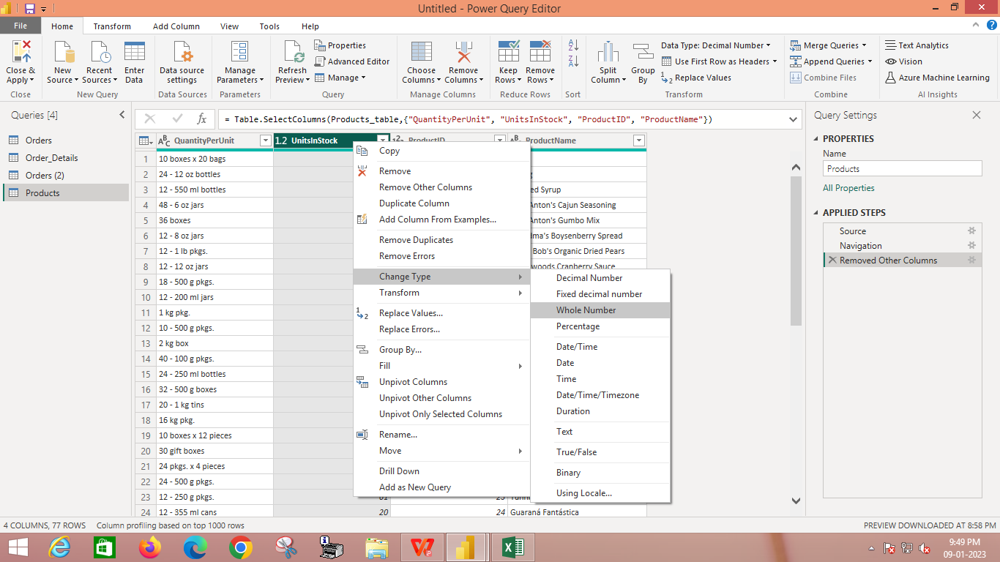 Untitled - Power Query Editor
File Home Transform Add Column View Tools Help
Close & Apply
New Source
Recent Sources
Enter Data
Data source settings
Manage Parameters
Refresh Preview
Properties
Advanced Editor
Manage
Choose Columns
Remove Columns
Keep Rows
Remove Rows
Split Column
Group By
Data Type: Decimal Number
Use First Row as Headers
Replace Values
Merge Queries
Append Queries
Combine Files
Text Analytics
Vision
Azure Machine Learning
Close New Query Data Sources Parameters Query Manage Columns Reduce Rows Sort Transform Combine AI Insights
Queries [4]
Orders
Order_Details
Orders (2)
Products
fx = Table.SelectColumns(Products_table,{"QuantityPerUnit", "UnitsInStock", "ProductID", "ProductName"})
ABC QuantityPerUnit 1.2 UnitsInStock 123 ProductID ABC ProductName
1 10 boxes x 20 bags
2 24 - 12 oz bottles
3 12 - 550 ml bottles Syrup
4 48 - 6 oz jars Anton's Cajun Seasoning
5 36 boxes Anton's Gumbo Mix
6 12 - 8 oz jars Boysenberry Spread
7 12 - 1 lb pkgs. Bob's Organic Dried Pears
8 12 - 12 oz jars Cranberry Sauce
9 18 - 500 g pkgs.
10 12 - 200 ml jars
11 1 kg pkg.
12 10 - 500 g pkgs.
13 2 kg box
14 40 - 100 g pkgs.
15 24 - 250 ml bottles
16 32 - 500 g boxes
17 20 - 1 kg tins
18 16 kg pkg.
19 10 boxes x 12 pieces
20 30 gift boxes
21 24 pkgs. x 4 pieces
22 24 - 500 g pkgs.
23 12 - 250 g pkgs.
24 12 - 355 ml cans 20 24 Guaraná Fantástica
Copy
Remove
Remove Other Columns
Duplicate Column
Add Column From Examples...
Remove Duplicates
Remove Errors
Change Type
Transform
Replace Values...
Replace Errors...
Group By...
Fill
Unpivot Columns
Unpivot Other Columns
Unpivot Only Selected Columns
Rename...
Move
Drill Down
Add as New Query
Decimal Number
Fixed decimal number
Whole Number
Percentage
Date/Time
Date
Time
Date/Time/Timezone
Duration
Text
True/False
Binary
Using Locale...
Query Settings
PROPERTIES
Name
Products
All Properties
APPLIED STEPS
Source
Navigation
Removed Other Columns
4 COLUMNS, 77 ROWS Column profiling based on top 1000 rows PREVIEW DOWNLOADED AT 8:58 PM
9:49 PM
09-01-2023